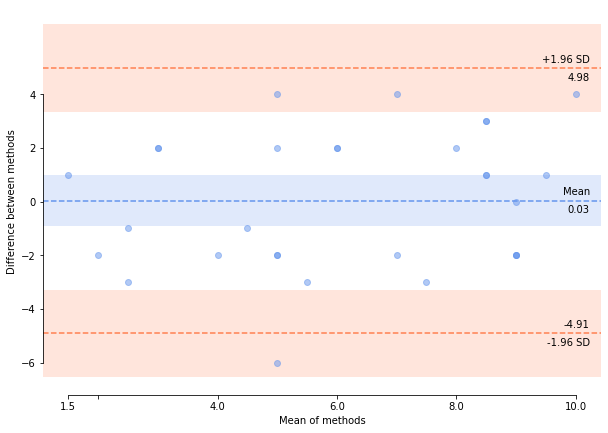 +1.96 SD
4.98
4
2
Mean
0
0.03
−2
−4
-4.91
-1.96 SD
−6
Difference between methods
1.5
4.0
6.0
8.0
10.0
Mean of methods